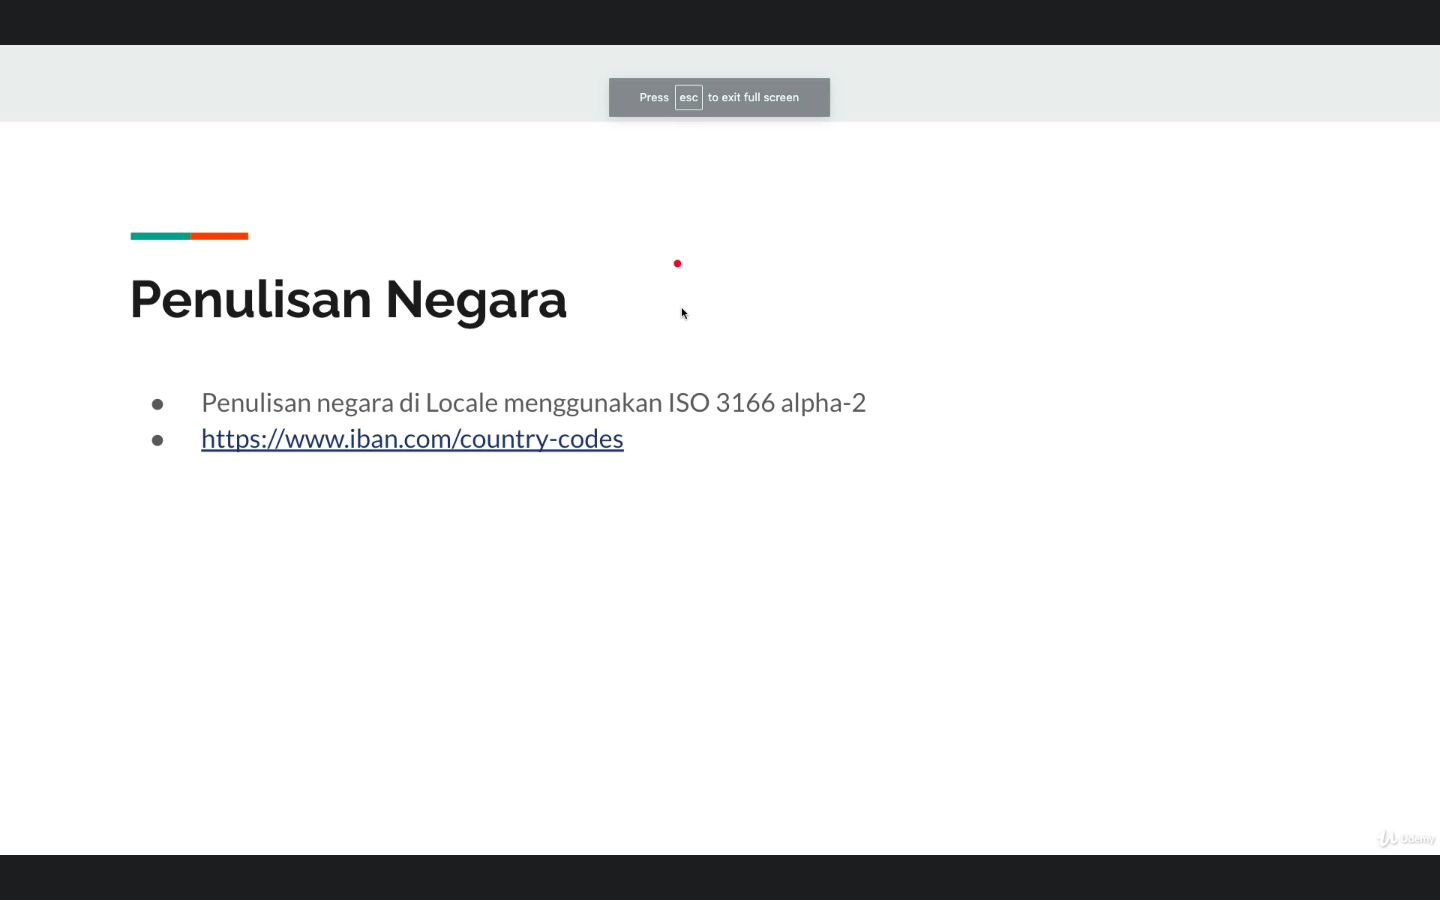 Press esc to exit full screen
Penulisan Negara
● Penulisan negara di Locale menggunakan ISO 3166 alpha-2
● https://www.iban.com/country-codes
Udemy